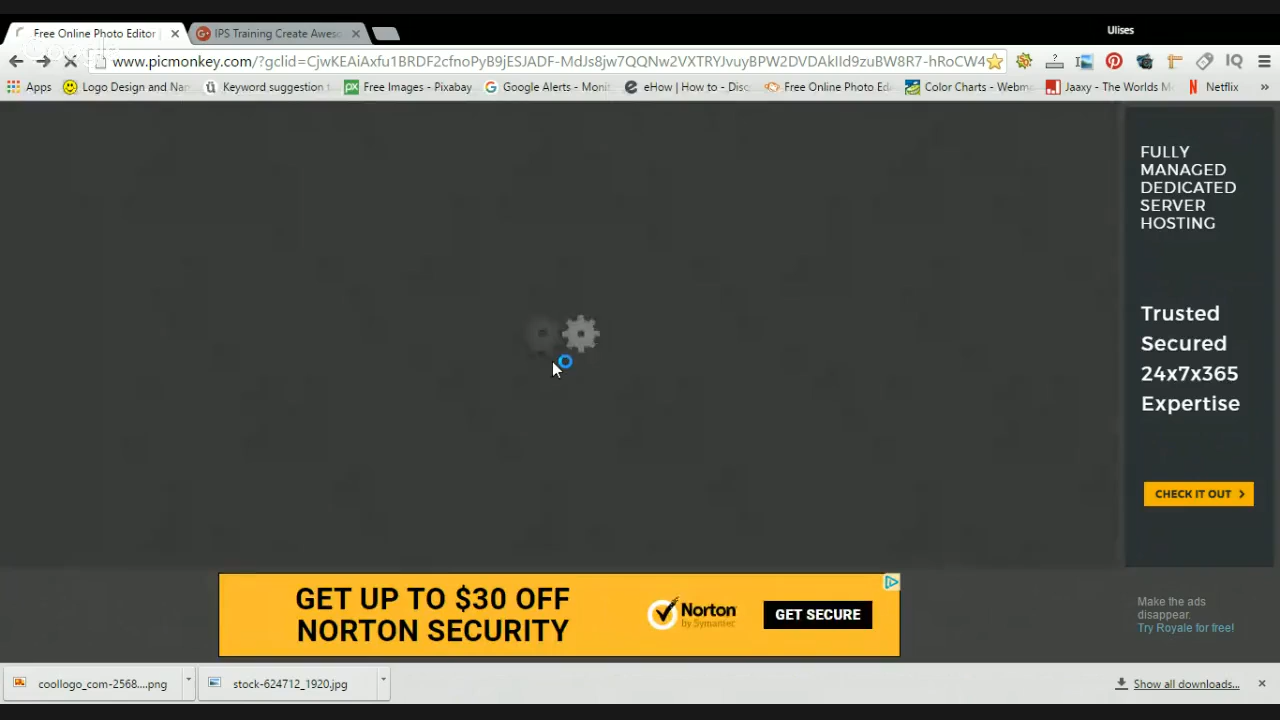 Ulises
Free Online Photo Editor
IPS Training Create Aweso
www.picmonkey.com/?gclid=CjwKEAiAxfu1BRDF2cfnoPyB9jESJADF-MdJs8jw7QQNw2VXTRYJvuyBPW2DVDAkIId9zuBW8R7-hRoCW4
Apps
Logo Design and Nan
Keyword suggestion t
Free Images - Pixabay
Google Alerts - Monit
eHow | How to - Disc
Free Online Photo Edi
Color Charts - Webm
Jaaxy - The Worlds M
Netflix
»
FULLY
MANAGED
DEDICATED
SERVER
HOSTING
Trusted
Secured
24x7x365
Expertise
CHECK IT OUT
GET UP TO $30 OFF
NORTON SECURITY
Norton
by Symantec
GET SECURE
Make the ads
disappear.
Try Royale for free!
coollogo_com-2568....png
stock-624712_1920.jpg
Show all downloads...